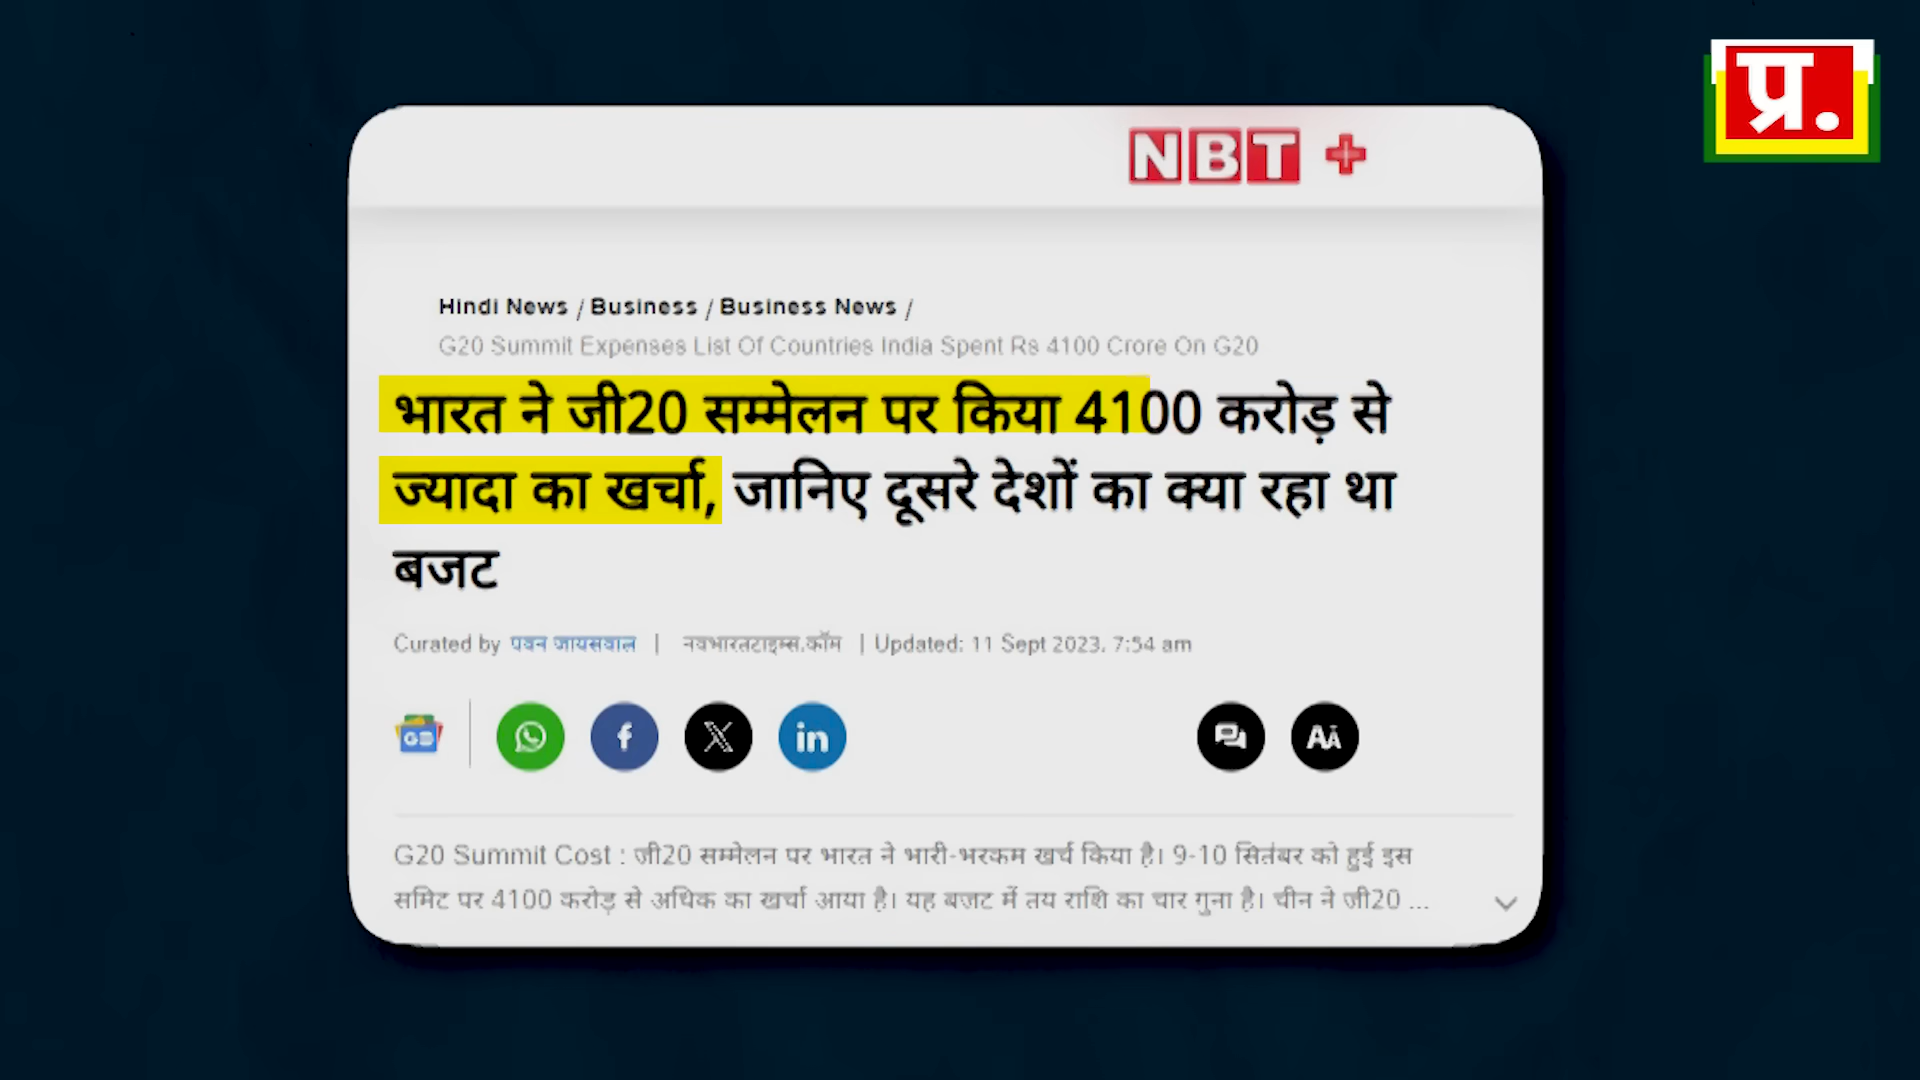 प्र.
NBT +
Hindi News / Business / Business News /
G20 Summit Expenses List Of Countries India Spent Rs 4100 Crore On G20
भारत ने जी20 सम्मेलन पर किया 4100 करोड़ से
ज्यादा का खर्चा, जानिए दूसरे देशों का क्या रहा था
बजट
Curated by पवन जायसवाल | नवभारतटाइम्स.कॉम | Updated: 11 Sept 2023, 7:54 am
G20 Summit Cost : जी20 सम्मेलन पर भारत ने भारी-भरकम खर्च किया है। 9-10 सितंबर को हुई इस
समिट पर 4100 करोड़ से अधिक का खर्चा आया है। यह बजट में तय राशि का चार गुना है। चीन ने जी20 ...